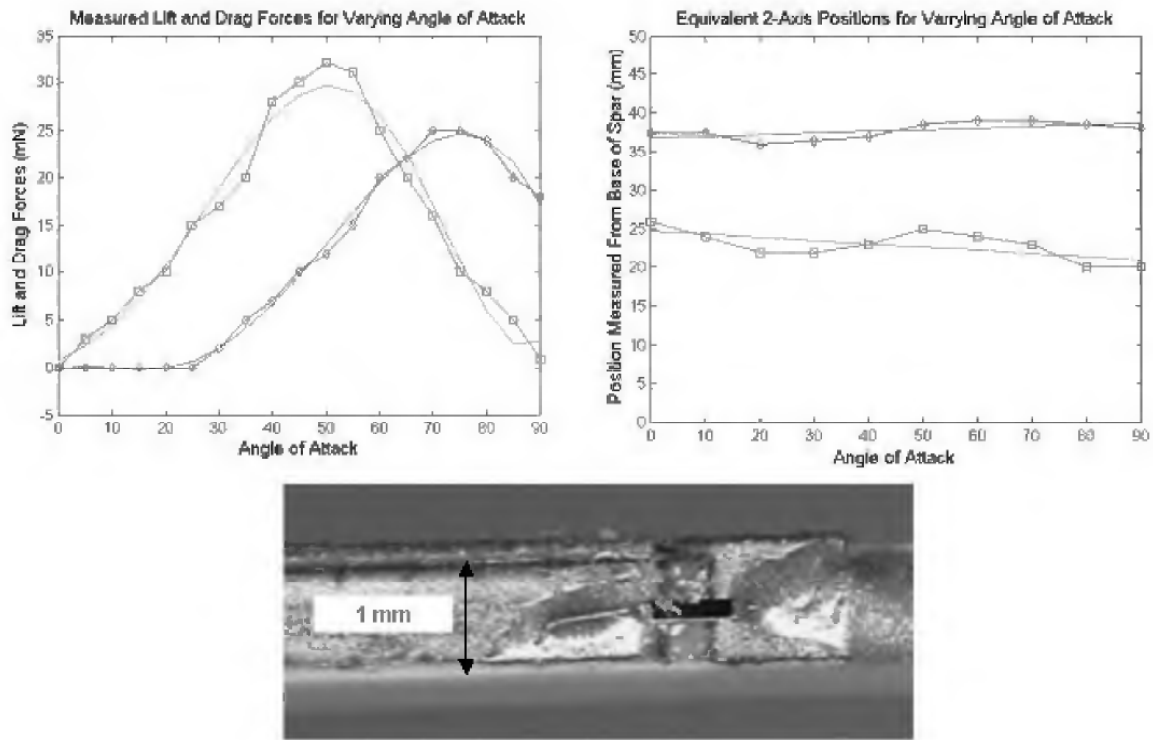 Measured Lift and Drag Forces for Varying Angle of Attack
35
30
25
20
15
10
5
0
-5
Lift and Drag Forces (mN)
0 10 20 30 40 50 60 70 80 90
Angle of Attack
Equivalent 2-Axis Positions for Varrying Angle of Attack
50
45
40
35
30
25
20
15
10
5
0
Position Measured From Base of Spar (mm)
0 10 20 30 40 50 60 70 80 90
Angle of Attack
1 mm